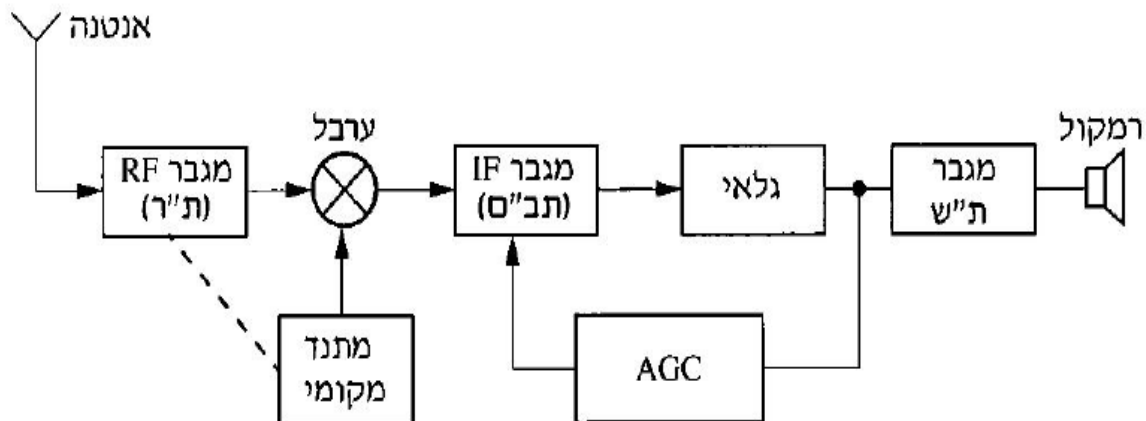 אנטנה
מגבר RF
(ת"ר)
ערבל
מגבר IF
(תב"ם)
גלאי
מגבר
ת"ש
רמקול
מתנד
מקומי
AGC